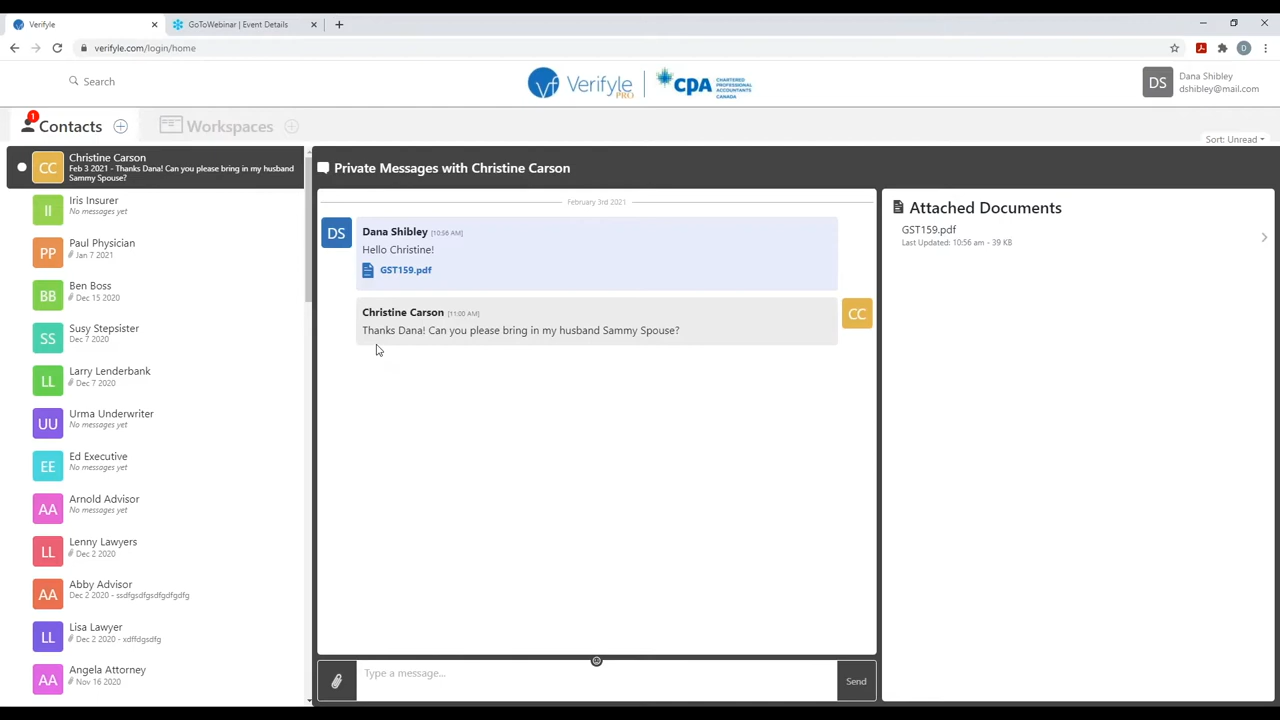 Verifyle
GoToWebinar | Event Details
verifyle.com/login/home
D
Search
vf Verifyle PRO
CPA CHARTERED
PROFESSIONAL
ACCOUNTANTS
CANADA
DS
Dana Shibley
dshibley@mail.com
1
Contacts
Workspaces
Sort: Unread
CC
Christine Carson
Feb 3 2021 - Thanks Dana! Can you please bring in my husband
Sammy Spouse?
II
Iris Insurer
No messages yet
PP
Paul Physician
Jan 7 2021
BB
Ben Boss
Dec 15 2020
SS
Susy Stepsister
Dec 7 2020
LL
Larry Lenderbank
Dec 7 2020
UU
Urma Underwriter
No messages yet
EE
Ed Executive
No messages yet
AA
Arnold Advisor
No messages yet
LL
Lenny Lawyers
Dec 2 2020
AA
Abby Advisor
Dec 2 2020 - ssdfgsdfgsdfgdfgdfg
LL
Lisa Lawyer
Dec 2 2020 - xdffdgsdfg
AA
Angela Attorney
Nov 16 2020
Private Messages with Christine Carson
February 3rd 2021
DS
Dana Shibley [10:56 AM]
Hello Christine!
GST159.pdf
Christine Carson [11:00 AM]
Thanks Dana! Can you please bring in my husband Sammy Spouse?
CC
Type a message...
Send
Attached Documents
GST159.pdf
Last Updated: 10:56 am - 39 KB